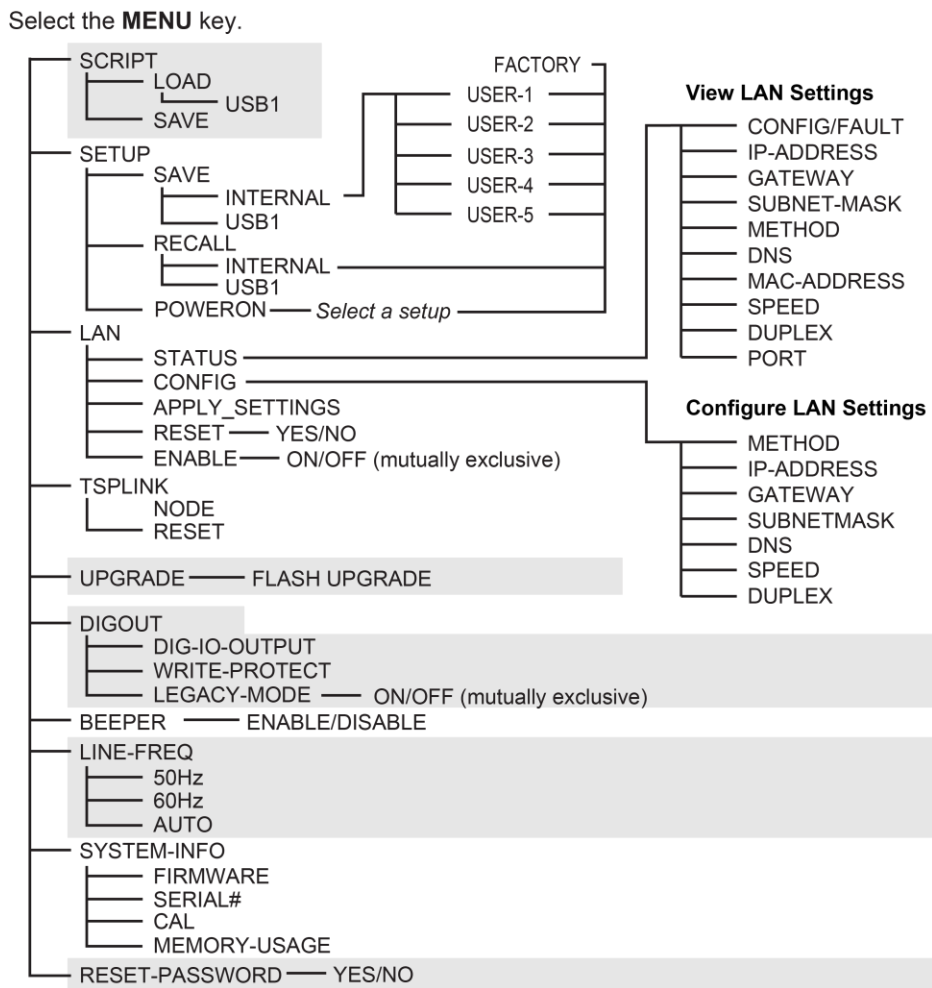 Select the MENU key.
SCRIPT
LOAD
USB1
SAVE
SETUP
SAVE
INTERNAL
USB1
RECALL
INTERNAL
USB1
POWERON
Select a setup
FACTORY
USER-1
USER-2
USER-3
USER-4
USER-5
LAN
STATUS
CONFIG
APPLY_SETTINGS
RESET
YES/NO
ENABLE
ON/OFF (mutually exclusive)
View LAN Settings
CONFIG/FAULT
IP-ADDRESS
GATEWAY
SUBNET-MASK
METHOD
DNS
MAC-ADDRESS
SPEED
DUPLEX
PORT
Configure LAN Settings
METHOD
IP-ADDRESS
GATEWAY
SUBNETMASK
DNS
SPEED
DUPLEX
TSPLINK
NODE
RESET
UPGRADE
FLASH UPGRADE
DIGOUT
DIG-IO-OUTPUT
WRITE-PROTECT
LEGACY-MODE
ON/OFF (mutually exclusive)
BEEPER
ENABLE/DISABLE
LINE-FREQ
50Hz
60Hz
AUTO
SYSTEM-INFO
FIRMWARE
SERIAL#
CAL
MEMORY-USAGE
RESET-PASSWORD
YES/NO